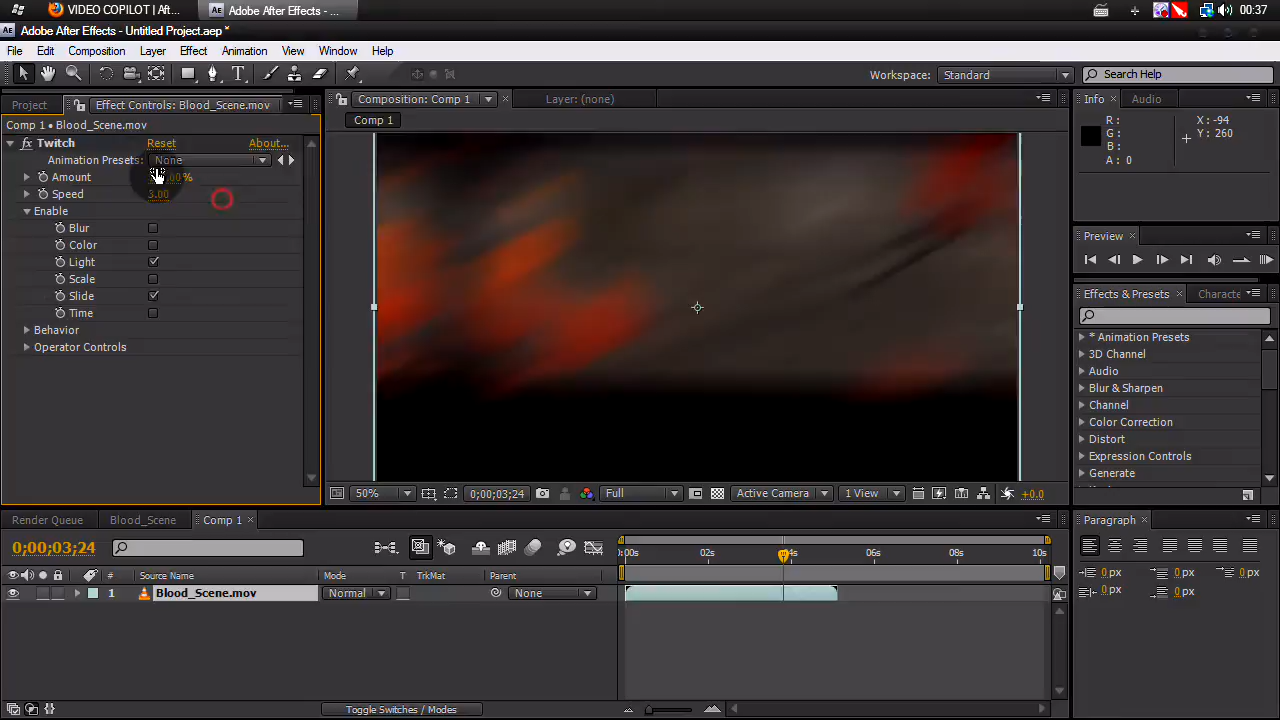 VIDEO COPILOT | Aft...
Adobe After Effects - ...
00:37
Adobe After Effects - Untitled Project.aep *
File Edit Composition Layer Effect Animation View Window Help
Workspace: Standard
Search Help
Project
Effect Controls: Blood_Scene.mov
Composition: Comp 1
Layer: (none)
Info
Audio
Comp 1 • Blood_Scene.mov
Comp 1
R:
G:
B:
A: 0
X: -94
Y: 260
fx Twitch Reset About...
Animation Presets: None
Amount %
Speed 3.00
Enable
Blur
Color
Light
Scale
Slide
Time
Behavior
Operator Controls
Preview
Effects & Presets
Characte
* Animation Presets
3D Channel
Audio
Blur & Sharpen
Channel
Color Correction
Distort
Expression Controls
Generate
50%
0;00;03;24
Full
Active Camera
1 View
+0.0
Render Queue
Blood_Scene
Comp 1
Paragraph
0;00;03;24
0:00s 02s 04s 06s 08s 10s
# Source Name Mode T TrkMat Parent
1 Blood_Scene.mov Normal None
0 px 0 px 0 px
0 px 0 px
Toggle Switches / Modes